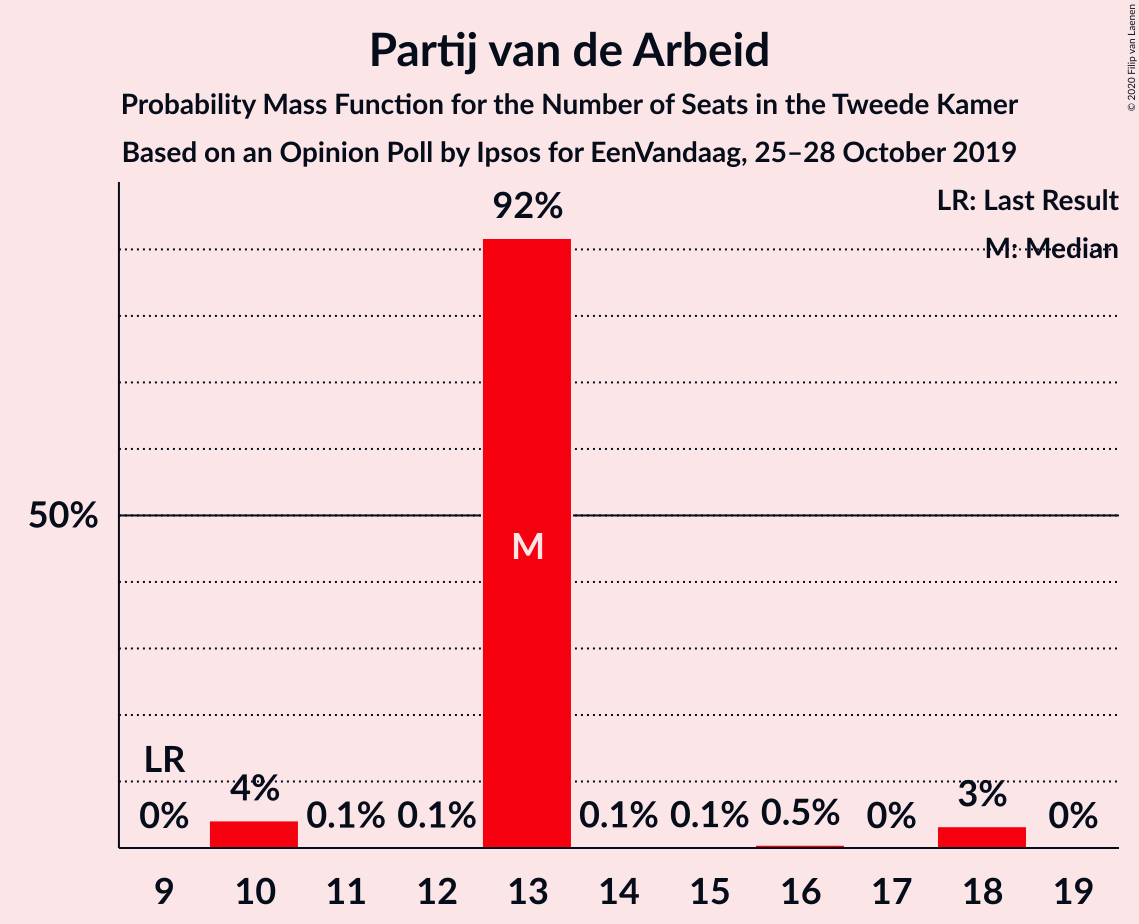 Partij van de Arbeid
Probability Mass Function for the Number of Seats in the Tweede Kamer
Based on an Opinion Poll by Ipsos for EenVandaag, 25–28 October 2019
© 2020 Filip van Laenen
LR: Last Result
M: Median
92%
50%
M
LR
0% 4% 0.1% 0.1% 0.1% 0.1% 0.5% 0% 3% 0%
9 10 11 12 13 14 15 16 17 18 19